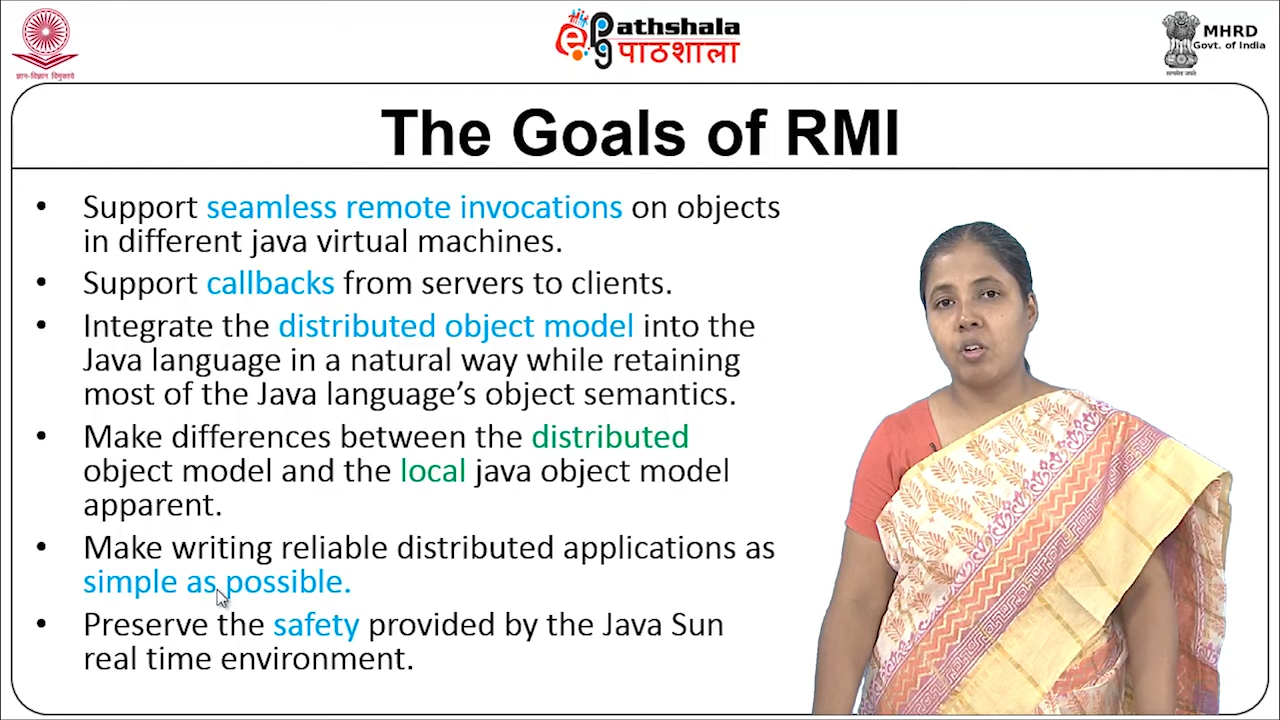 ज्ञान-विज्ञान विमुक्तये
ePathshala
पाठशाला
MHRD
Govt. of India
सत्यमेव जयते
The Goals of RMI
• Support seamless remote invocations on objects
in different java virtual machines.
• Support callbacks from servers to clients.
• Integrate the distributed object model into the
Java language in a natural way while retaining
most of the Java language’s object semantics.
• Make differences between the distributed
object model and the local java object model
apparent.
• Make writing reliable distributed applications as
simple as possible.
• Preserve the safety provided by the Java Sun
real time environment.